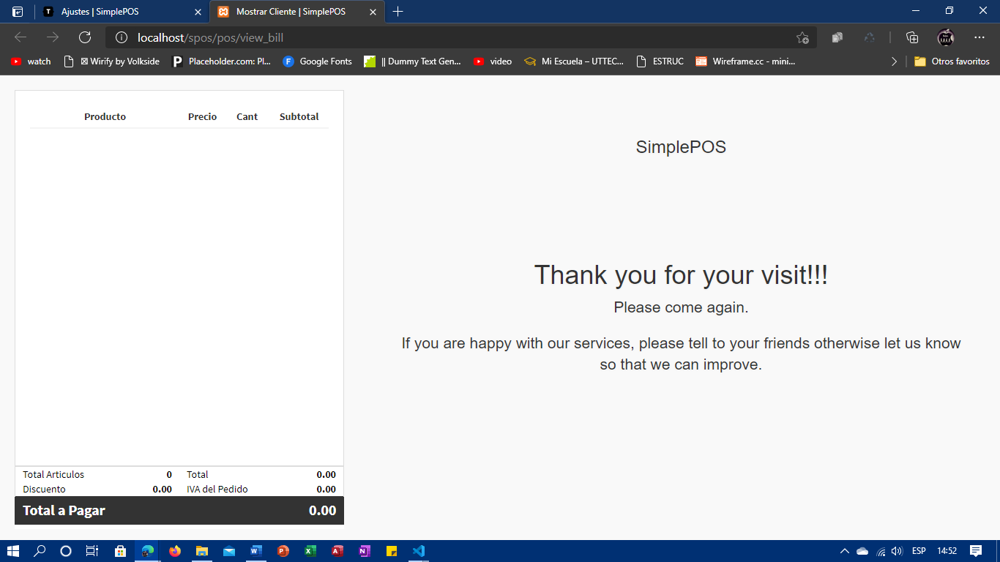 Ajustes | SimplePOS
Mostrar Cliente | SimplePOS
localhost/spos/pos/view_bill
watch
Wirify by Volkside
Placeholder.com: Pl...
Google Fonts
|| Dummy Text Gen...
video
Mi Escuela – UTTEC...
ESTRUC
Wireframe.cc - mini...
Otros favoritos
Producto Precio Cant Subtotal
SimplePOS
Thank you for your visit!!!
Please come again.
If you are happy with our services, please tell to your friends otherwise let us know
so that we can improve.
Total Articulos 0 Total 0.00
Discuento 0.00 IVA del Pedido 0.00
Total a Pagar 0.00
ESP 14:52